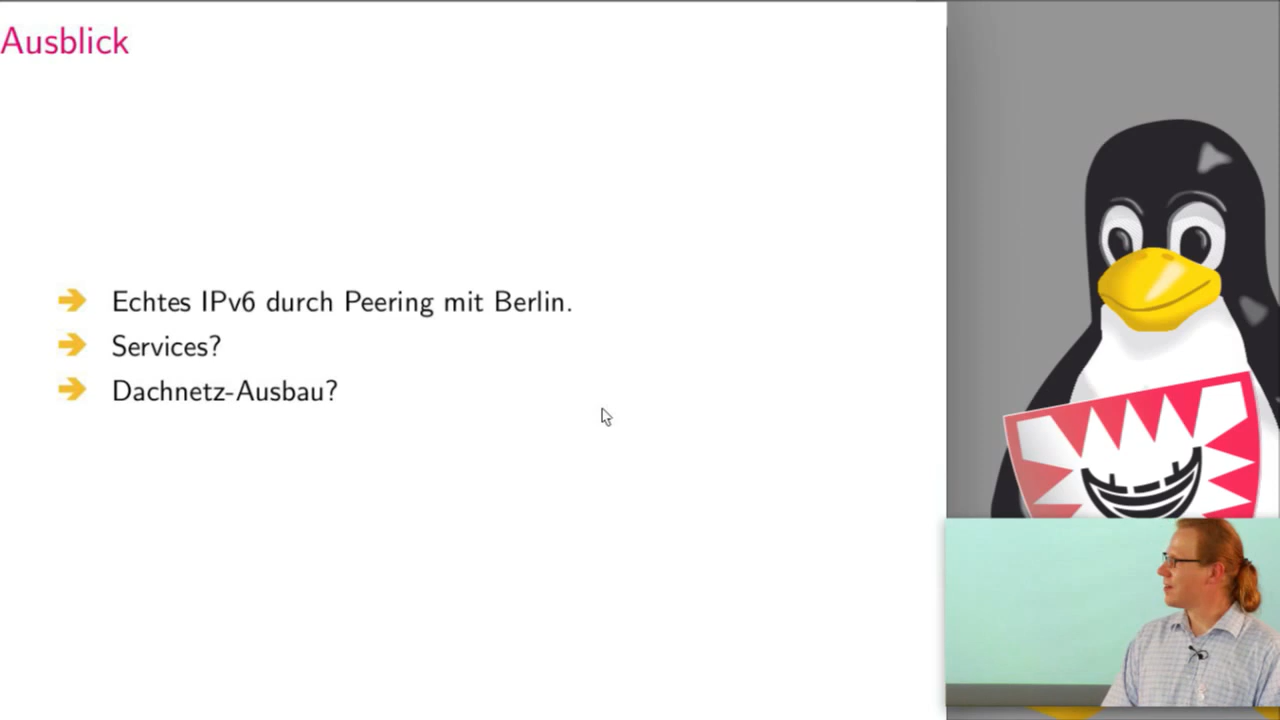 Ausblick
Echtes IPv6 durch Peering mit Berlin.
Services?
Dachnetz-Ausbau?